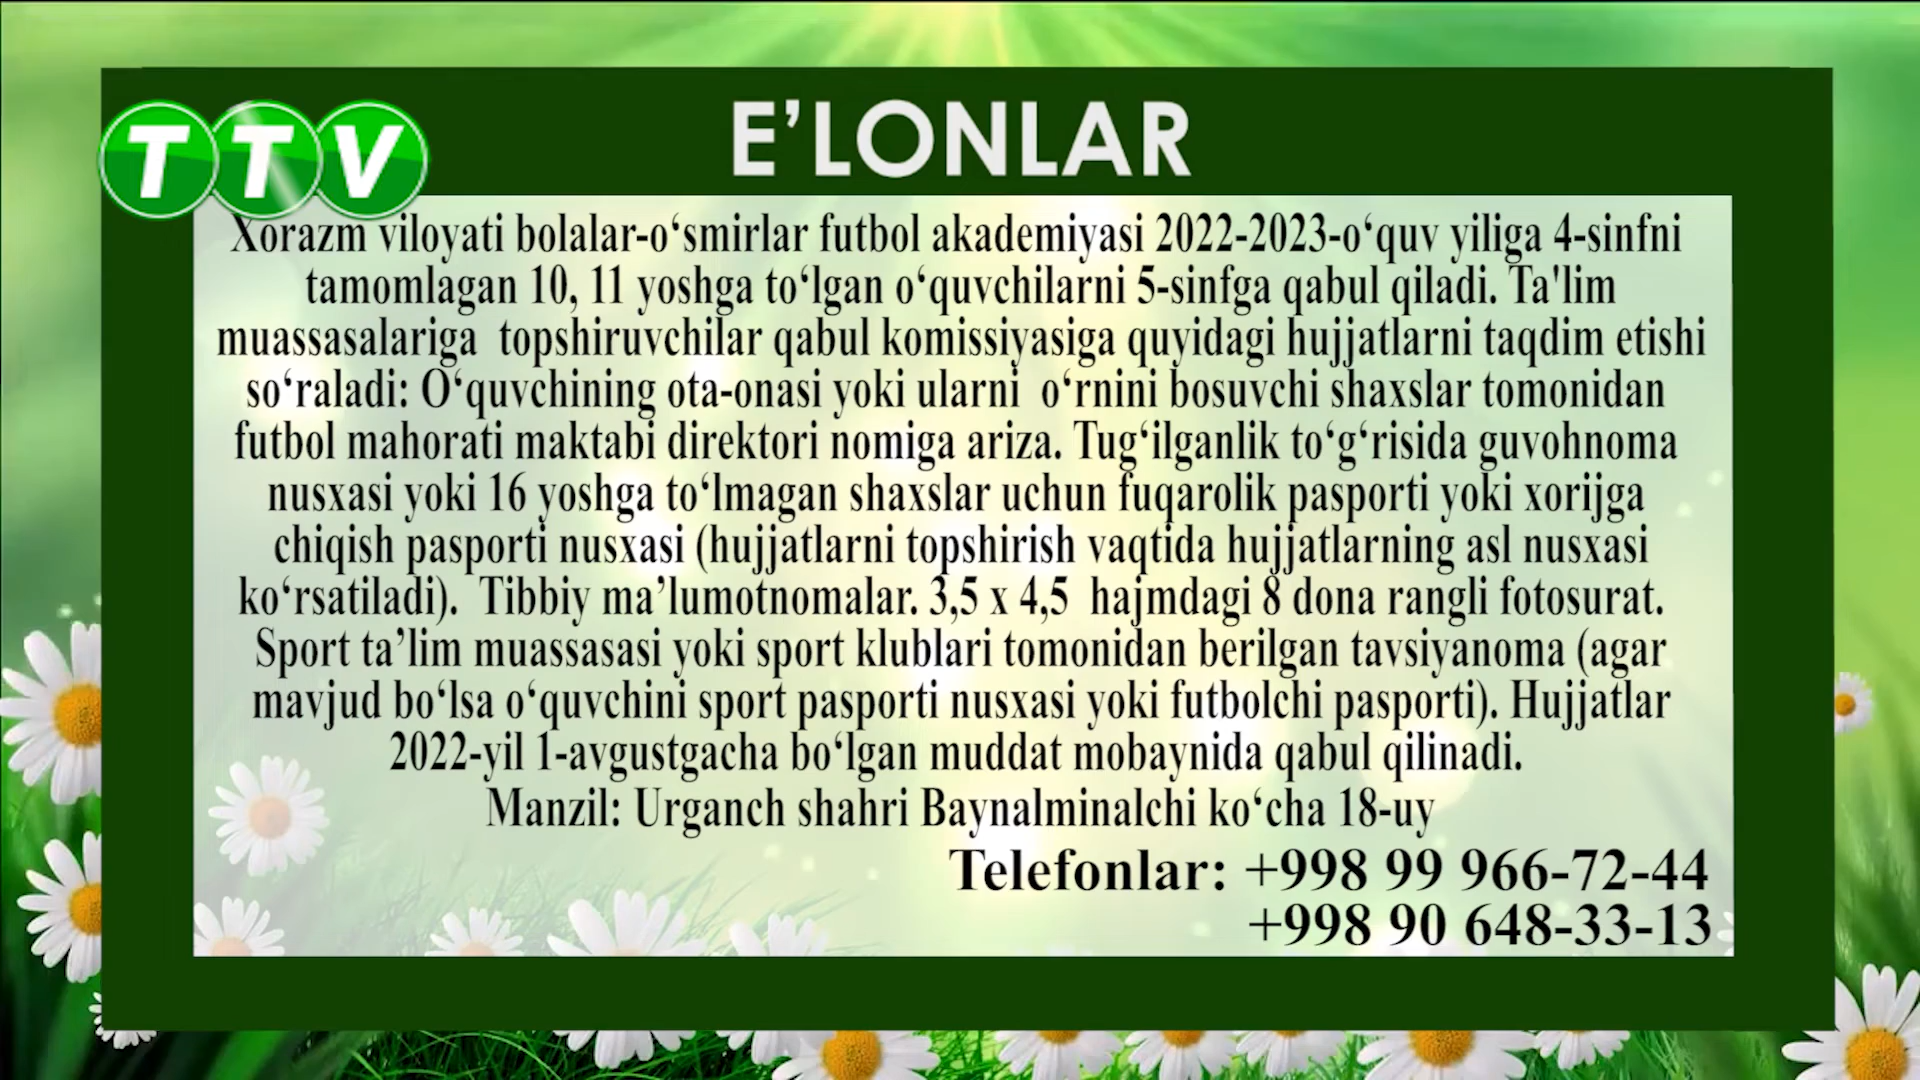 TTV
E’LONLAR
Xorazm viloyati bolalar-o‘smirlar futbol akademiyasi 2022-2023-o‘quv yiliga 4-sinfni
tamomlagan 10, 11 yoshga to‘lgan o‘quvchilarni 5-sinfga qabul qiladi. Ta'lim
muassasalariga  topshiruvchilar qabul komissiyasiga quyidagi hujjatlarni taqdim etishi
so‘raladi: O‘quvchining ota-onasi yoki ularni  o‘rnini bosuvchi shaxslar tomonidan
futbol mahorati maktabi direktori nomiga ariza. Tug‘ilganlik to‘g‘risida guvohnoma
nusxasi yoki 16 yoshga to‘lmagan shaxslar uchun fuqarolik pasporti yoki xorijga
chiqish pasporti nusxasi (hujjatlarni topshirish vaqtida hujjatlarning asl nusxasi
ko‘rsatiladi).  Tibbiy ma’lumotnomalar. 3,5 x 4,5  hajmdagi 8 dona rangli fotosurat.
Sport ta’lim muassasasi yoki sport klublari tomonidan berilgan tavsiyanoma (agar
mavjud bo‘lsa o‘quvchini sport pasporti nusxasi yoki futbolchi pasporti). Hujjatlar
2022-yil 1-avgustgacha bo‘lgan muddat mobaynida qabul qilinadi.
Manzil: Urganch shahri Baynalminalchi ko‘cha 18-uy
Telefonlar: +998 99 966-72-44
+998 90 648-33-13